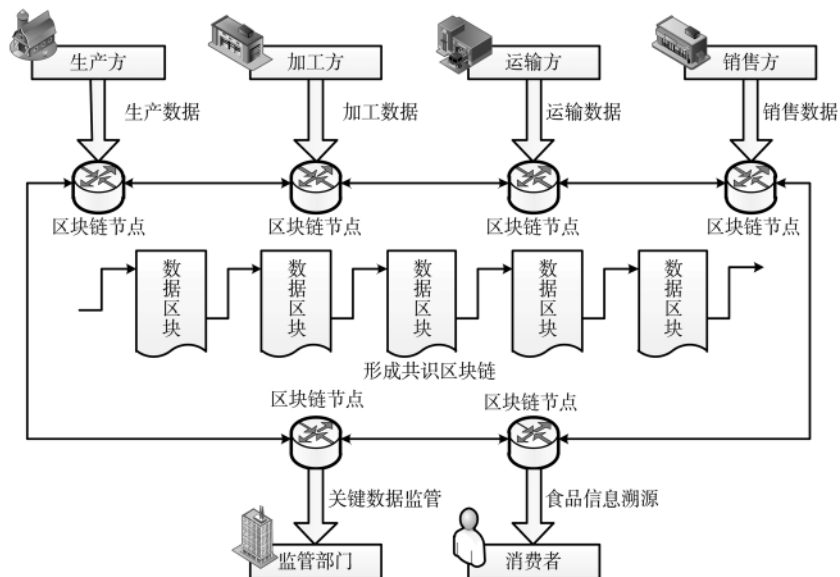 生产方
加工方
运输方
销售方
生产数据
加工数据
运输数据
销售数据
区块链节点
区块链节点
区块链节点
区块链节点
数据区块
数据区块
数据区块
数据区块
数据区块
形成共识区块链
区块链节点
区块链节点
关键数据监管
食品信息溯源
监管部门
消费者